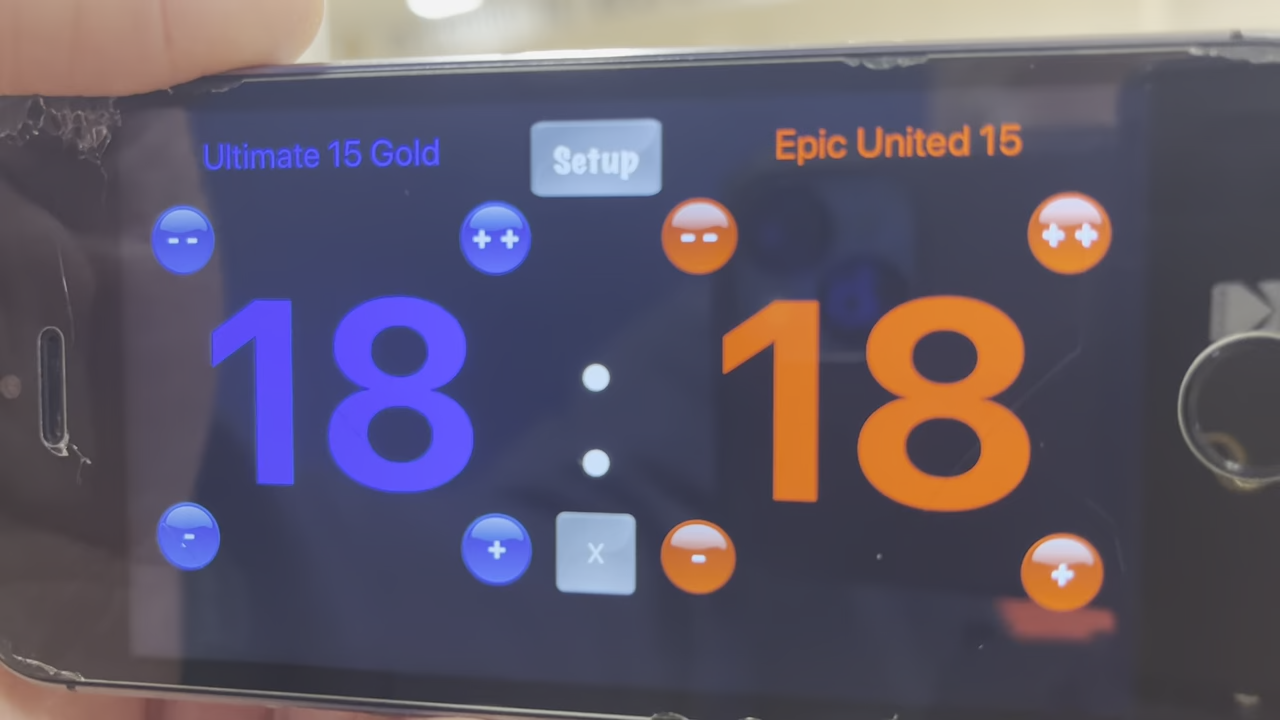 Ultimate 15 Gold
Setup
Epic United 15
-- ++ -- ++
18 : 18
- + x - +